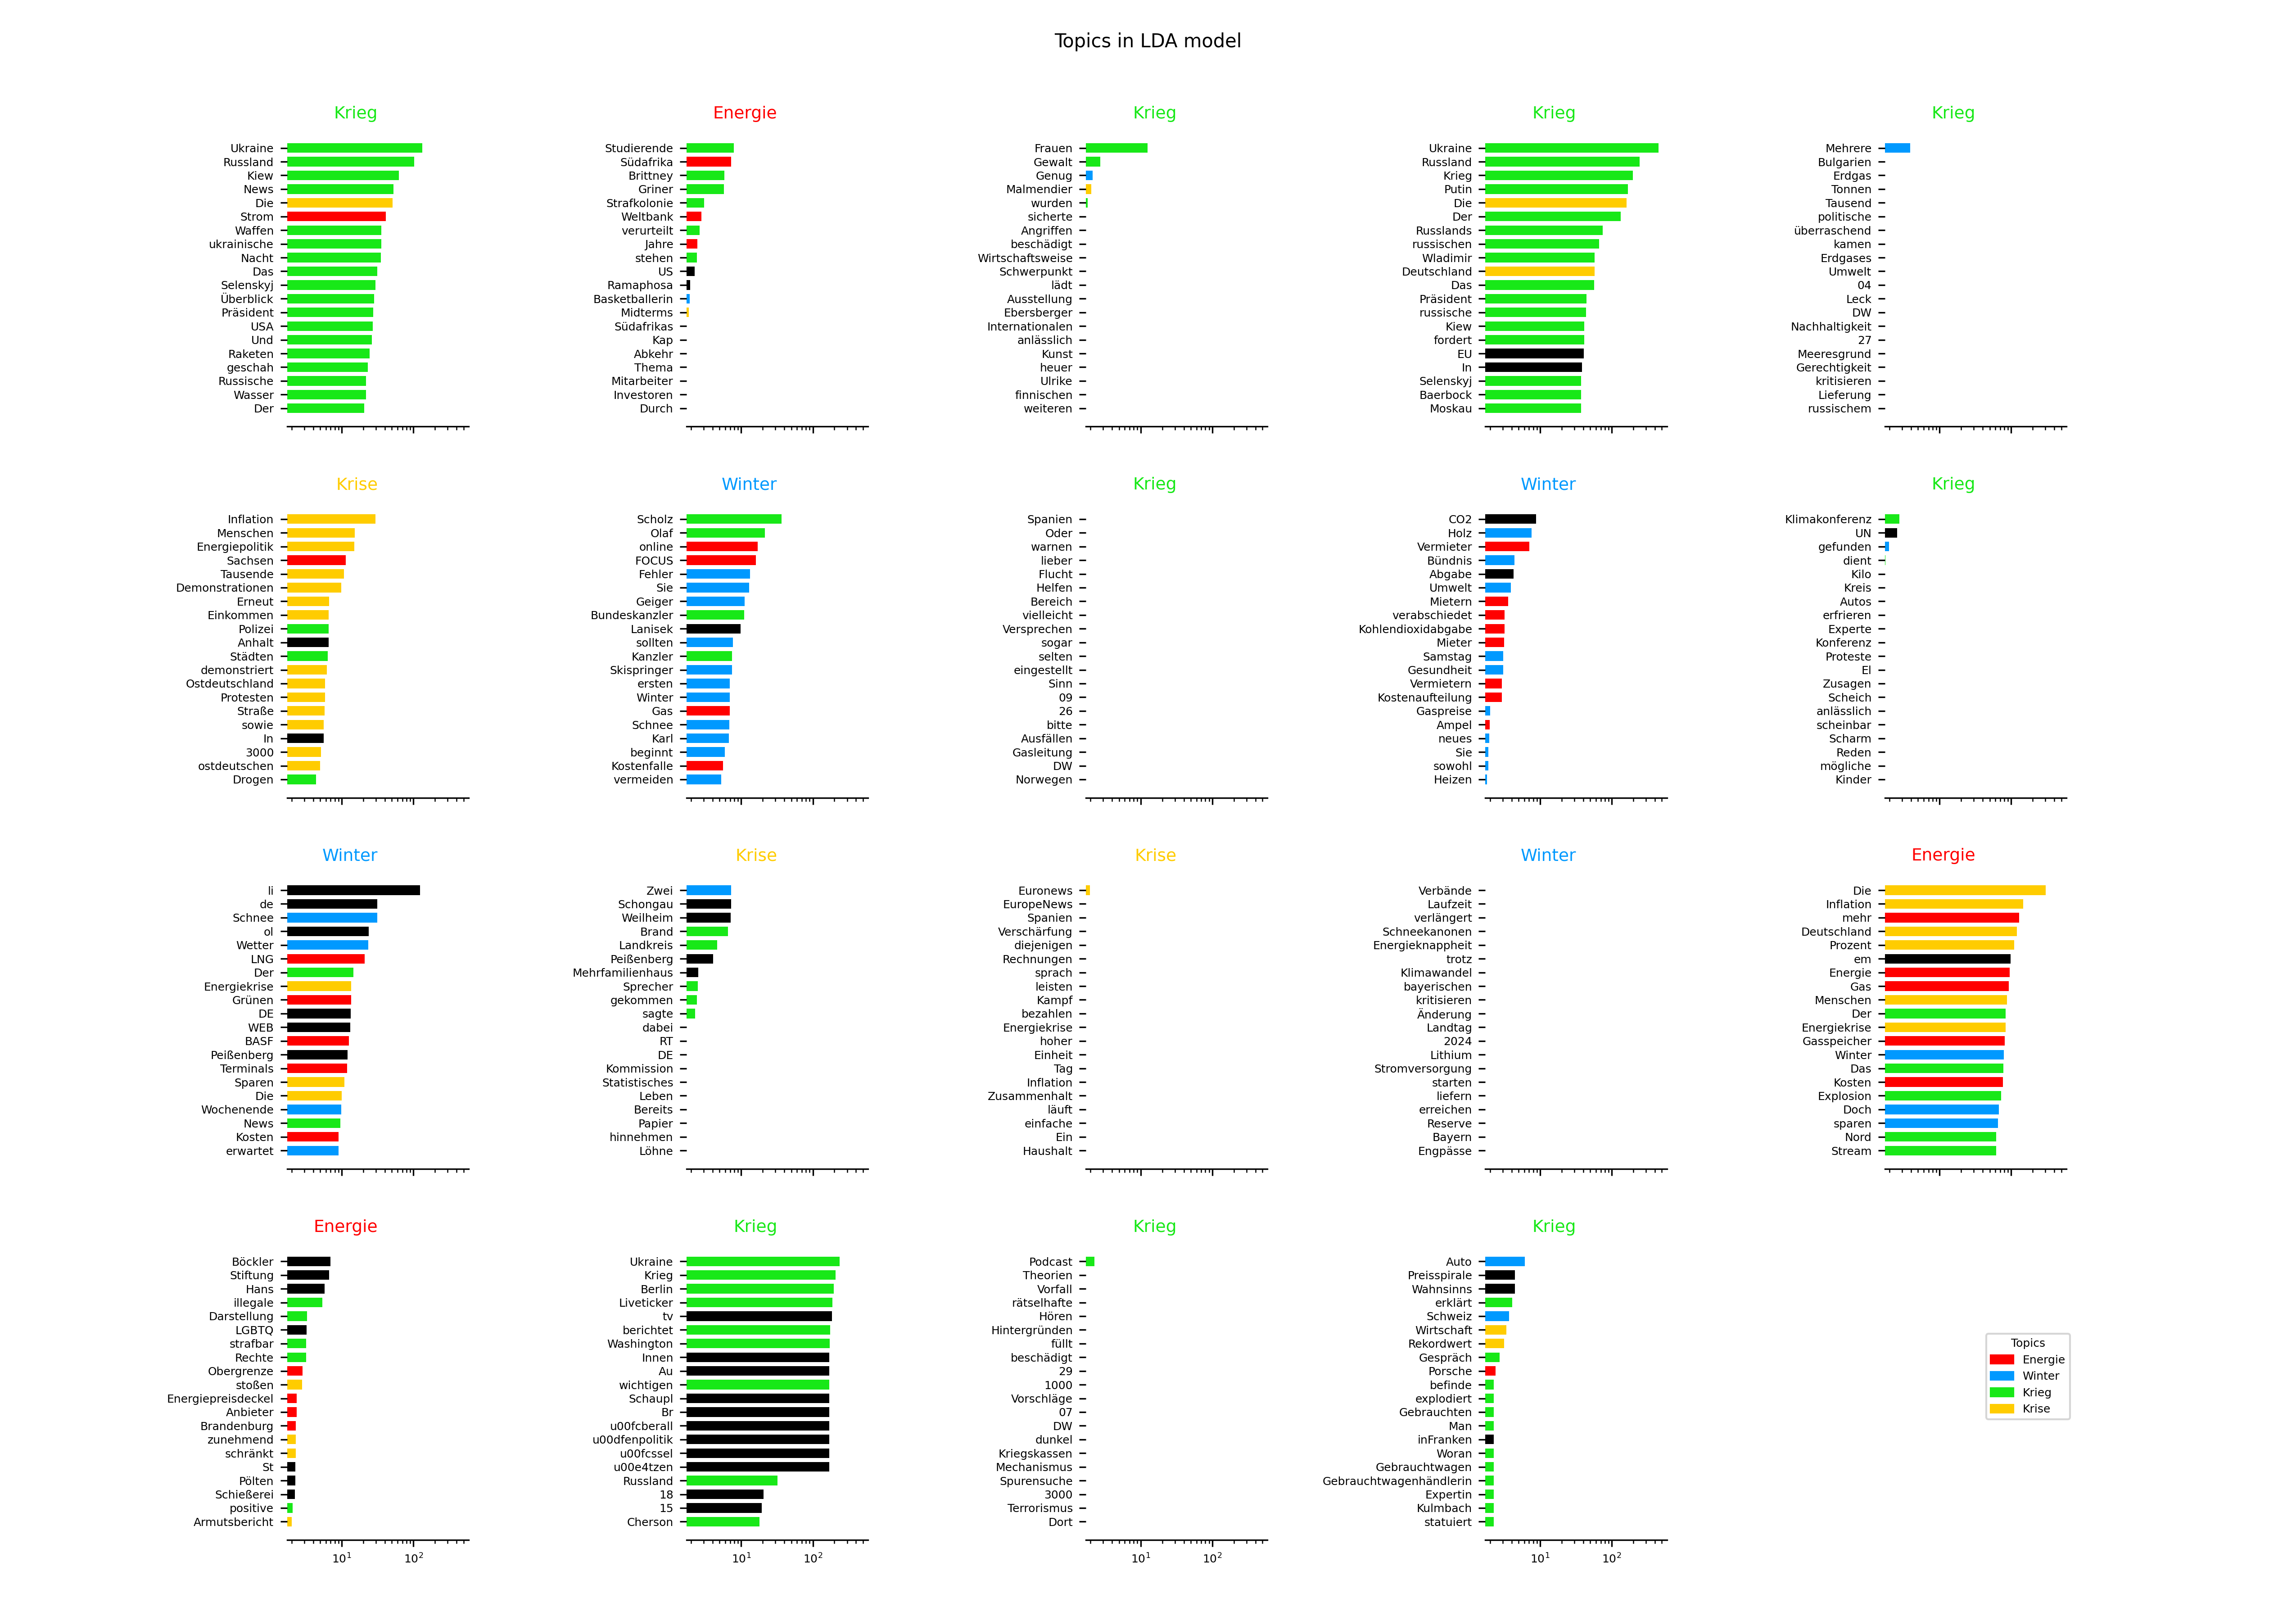 Topics in LDA model
Krieg
Ukraine
Russland
Kiew
News
Die
Strom
Waffen
ukrainische
Nacht
Das
Selenskyj
Überblick
Präsident
USA
Und
Raketen
geschah
Russische
Wasser
Der
Energie
Studierende
Südafrika
Brittney
Griner
Strafkolonie
Weltbank
verurteilt
Jahre
stehen
US
Ramaphosa
Basketballerin
Midterms
Südafrikas
Kap
Abkehr
Thema
Mitarbeiter
Investoren
Durch
Krieg
Frauen
Gewalt
Genug
Malmendier
wurden
sicherte
Angriffen
beschädigt
Wirtschaftsweise
Schwerpunkt
lädt
Ausstellung
Ebersberger
Internationalen
anlässlich
Kunst
heuer
Ulrike
finnischen
weiteren
Krieg
Ukraine
Russland
Krieg
Putin
Die
Der
Russlands
russischen
Wladimir
Deutschland
Das
Präsident
russische
Kiew
fordert
EU
In
Selenskyj
Baerbock
Moskau
Krieg
Mehrere
Bulgarien
Erdgas
Tonnen
Tausend
politische
überraschend
kamen
Erdgases
Umwelt
04
Leck
DW
Nachhaltigkeit
27
Meeresgrund
Gerechtigkeit
kritisieren
Lieferung
russischem
Krise
Inflation
Menschen
Energiepolitik
Sachsen
Tausende
Demonstrationen
Erneut
Einkommen
Polizei
Anhalt
Städten
demonstriert
Ostdeutschland
Protesten
Straße
sowie
In
3000
ostdeutschen
Drogen
Winter
Scholz
Olaf
online
FOCUS
Fehler
Sie
Geiger
Bundeskanzler
Lanisek
sollten
Kanzler
Skispringer
ersten
Winter
Gas
Schnee
Karl
beginnt
Kostenfalle
vermeiden
Krieg
Spanien
Oder
warnen
lieber
Flucht
Helfen
Bereich
vielleicht
Versprechen
sogar
selten
eingestellt
Sinn
09
26
bitte
Ausfällen
Gasleitung
DW
Norwegen
Winter
CO2
Holz
Vermieter
Bündnis
Abgabe
Umwelt
Mietern
verabschiedet
Kohlendioxidabgabe
Mieter
Samstag
Gesundheit
Vermietern
Kostenaufteilung
Gaspreise
Ampel
neues
Sie
sowohl
Heizen
Krieg
Klimakonferenz
UN
gefunden
dient
Kilo
Kreis
Autos
erfrieren
Experte
Konferenz
Proteste
El
Zusagen
Scheich
anlässlich
scheinbar
Scharm
Reden
mögliche
Kinder
Winter
li
de
Schnee
ol
Wetter
LNG
Der
Energiekrise
Grünen
DE
WEB
BASF
Peißenberg
Terminals
Sparen
Die
Wochenende
News
Kosten
erwartet
Krise
Zwei
Schongau
Weilheim
Brand
Landkreis
Peißenberg
Mehrfamilienhaus
Sprecher
gekommen
sagte
dabei
RT
DE
Kommission
Statistisches
Leben
Bereits
Papier
hinnehmen
Löhne
Krise
Euronews
EuropeNews
Spanien
Verschärfung
diejenigen
Rechnungen
sprach
leisten
Kampf
bezahlen
Energiekrise
hoher
Einheit
Tag
Inflation
Zusammenhalt
läuft
einfache
Ein
Haushalt
Winter
Verbände
Laufzeit
verlängert
Schneekanonen
Energieknappheit
trotz
Klimawandel
bayerischen
kritisieren
Änderung
Landtag
2024
Lithium
Stromversorgung
starten
liefern
erreichen
Reserve
Bayern
Engpässe
Energie
Die
Inflation
mehr
Deutschland
Prozent
em
Energie
Gas
Menschen
Der
Energiekrise
Gasspeicher
Winter
Das
Kosten
Explosion
Doch
sparen
Nord
Stream
Energie
Böckler
Stiftung
Hans
illegale
Darstellung
LGBTQ
strafbar
Rechte
Obergrenze
stoßen
Energiepreisdeckel
Anbieter
Brandenburg
zunehmend
schränkt
St
Pölten
Schießerei
positive
Armutsbericht
10¹ 10²
Krieg
Ukraine
Krieg
Berlin
Liveticker
tv
berichtet
Washington
Innen
Au
wichtigen
Schaupl
Br
u00fcberall
u00dfenpolitik
u00fcssel
u00e4tzen
Russland
18
15
Cherson
10¹ 10²
Krieg
Podcast
Theorien
Vorfall
rätselhafte
Hören
Hintergründen
füllt
beschädigt
29
1000
Vorschläge
07
DW
dunkel
Kriegskassen
Mechanismus
Spurensuche
3000
Terrorismus
Dort
10¹ 10²
Krieg
Auto
Preisspirale
Wahnsinns
erklärt
Schweiz
Wirtschaft
Rekordwert
Gespräch
Porsche
befinde
explodiert
Gebrauchten
Man
inFranken
Woran
Gebrauchtwagen
Gebrauchtwagenhändlerin
Expertin
Kulmbach
statuiert
10¹ 10²
Topics
Energie
Winter
Krieg
Krise